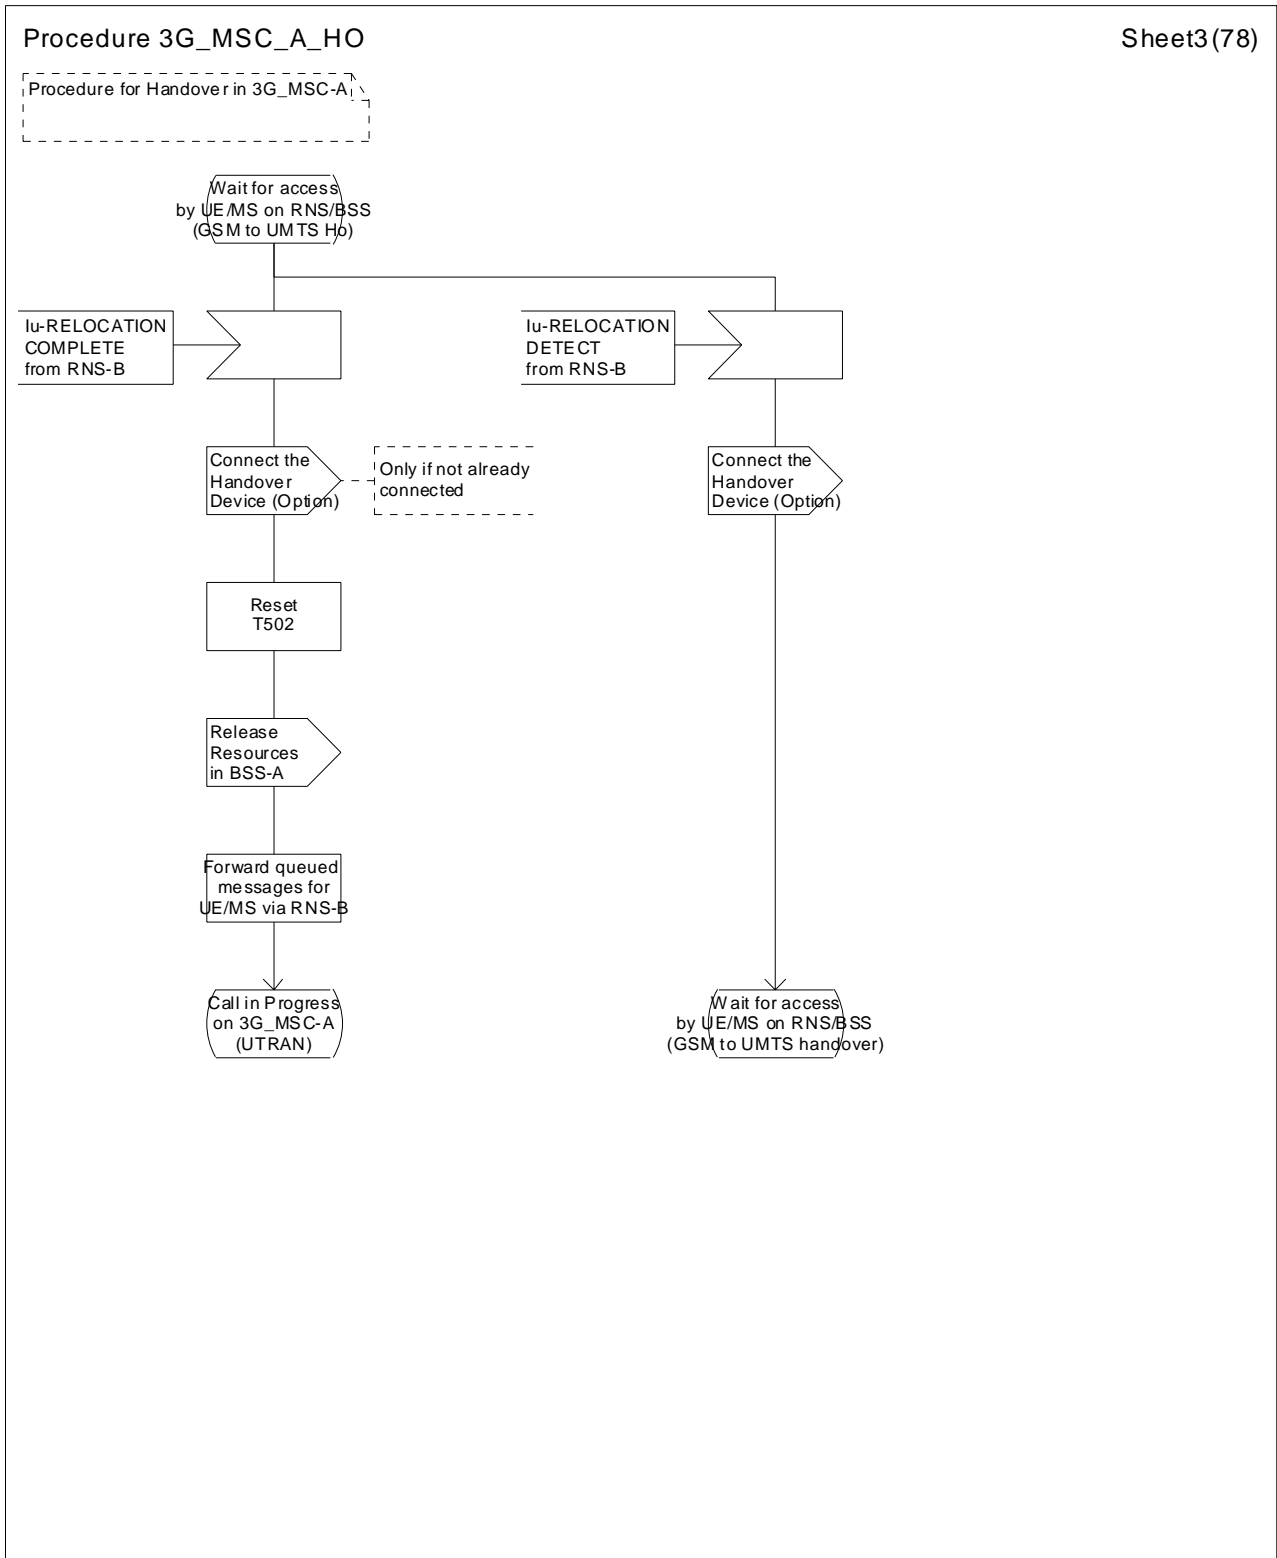 Procedure 3G_MSC_A_HO
Sheet3(78)
Procedure for Handover in 3G_MSC-A
Wait for access
by UE/MS on RNS/BSS
(GSM to UMTS Ho)
Iu-RELOCATION
COMPLETE
from RNS-B
Iu-RELOCATION
DETECT
from RNS-B
Connect the
Handover
Device (Option)
Only if not already
connected
Connect the
Handover
Device (Option)
Reset
T502
Release
Resources
in BSS-A
Forward queued
messages for
UE/MS via RNS-B
Call in Progress
on 3G_MSC-A
(UTRAN)
Wait for access
by UE/MS on RNS/BSS
(GSM to UMTS handover)